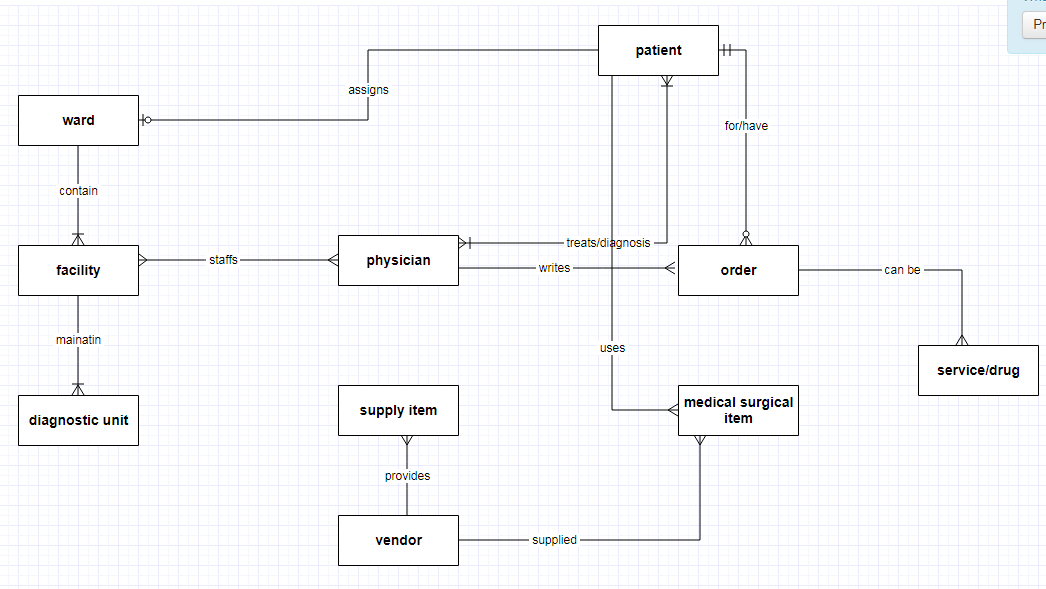 Pr
patient
assigns
ward
for/have
contain
treats/diagnosis
physician
facility
staffs
writes
order
can be
mainatin
uses
service/drug
supply item
medical surgical
item
diagnostic unit
provides
vendor
supplied